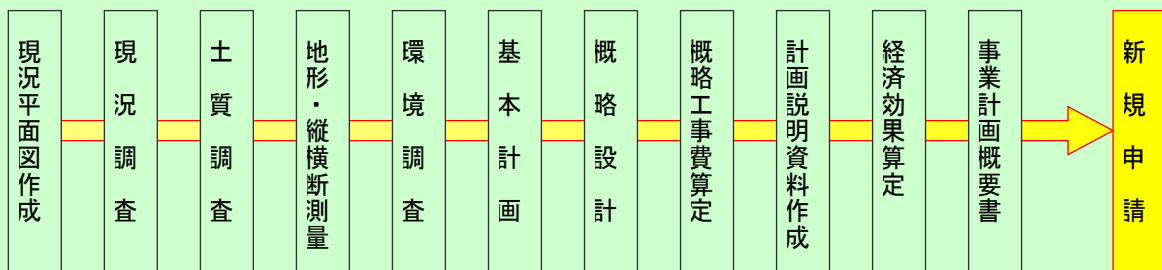 現況平面図作成
現況調査
土質調査
地形・縦横断測量
環境調査
基本計画
概略設計
概略工事費算定
計画説明資料作成
経済効果算定
事業計画概要書
新規申請